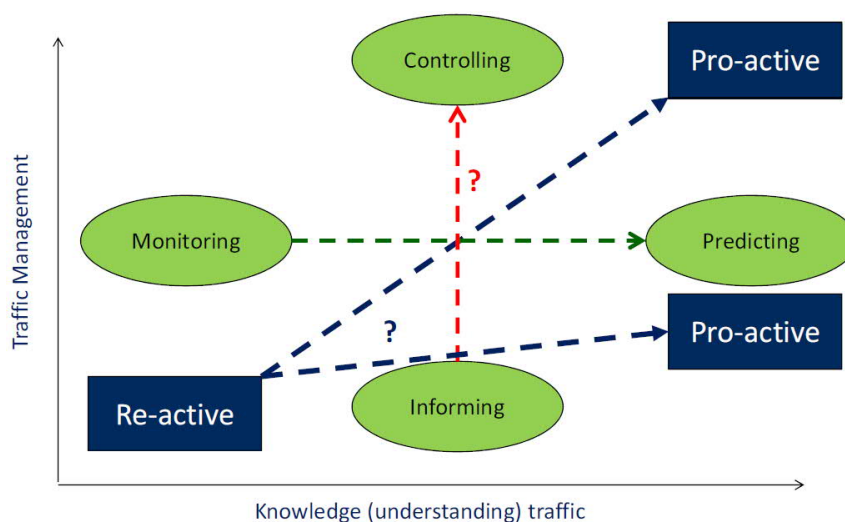 Controlling
Pro-active
?
Monitoring
Predicting
Traffic Management
?
Pro-active
Re-active
Informing
Knowledge (understanding) traffic